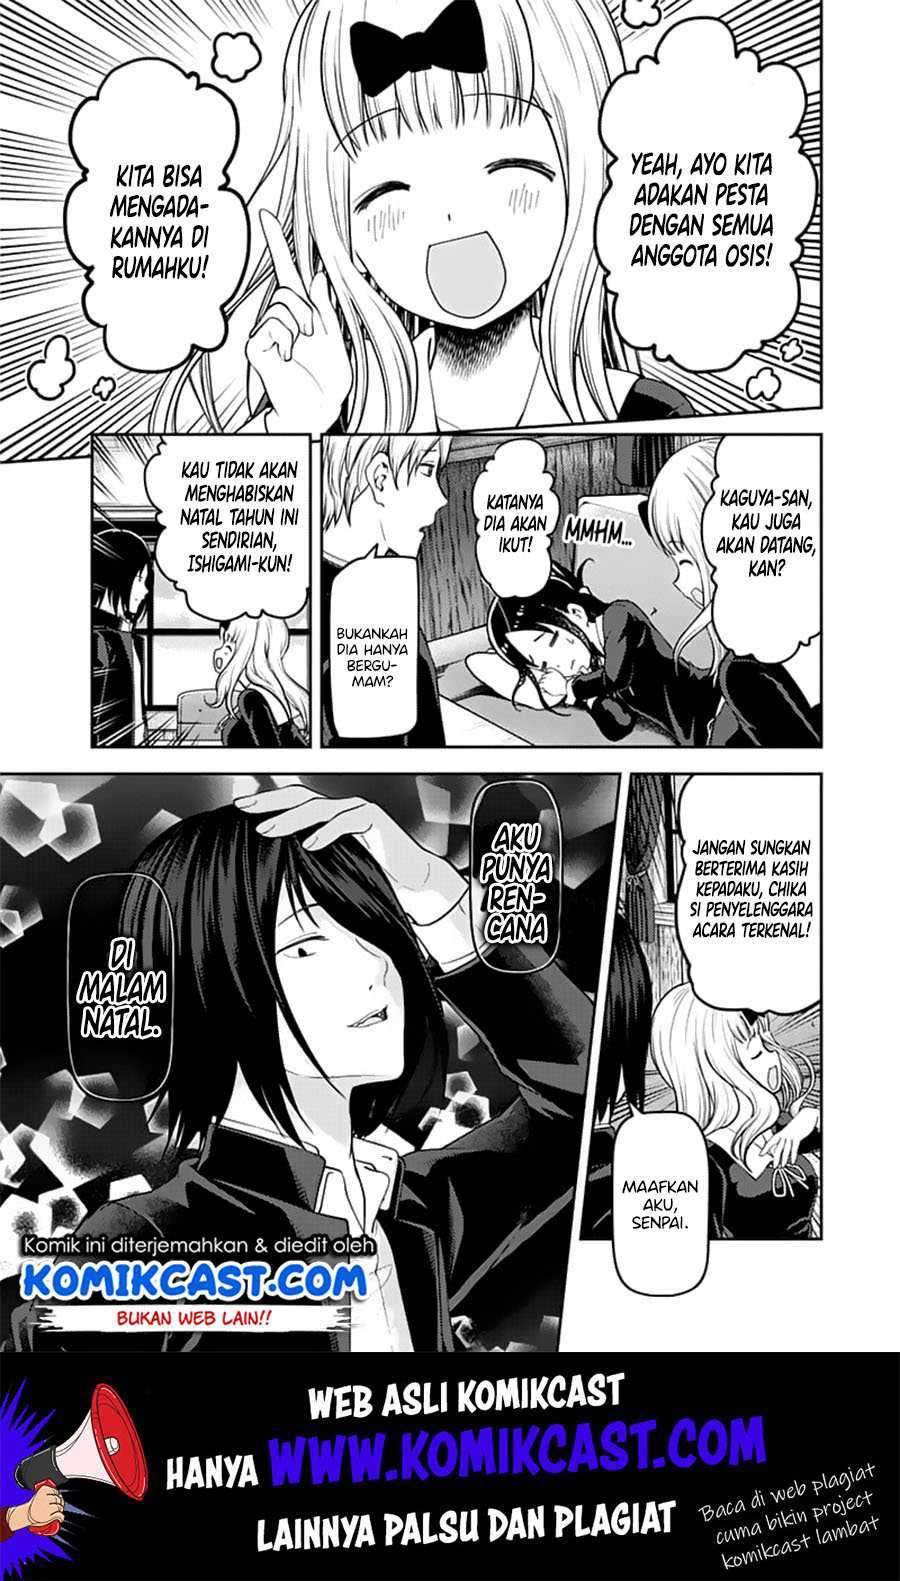 YEAH, AYO KITA
ADAKAN PESTA
DENGAN SEMUA
ANGGOTA OSIS!
KITA BISA
MENGADA-
KANNYA DI
RUMAHKU!
KAGUYA-SAN,
KAU JUGA
AKAN DATANG,
KAN?
MMHM...
KATANYA
DIA AKAN
IKUT!
BUKANKAH
DIA HANYA
BERGU-
MAM?
KAU TIDAK AKAN
MENGHABISKAN
NATAL TAHUN INI
SENDIRIAN,
ISHIGAMI-KUN!
JANGAN SUNGKAN
BERTERIMA KASIH
KEPADAKU, CHIKA
SI PENYELENGGARA
ACARA TERKENAL!
MAAFKAN
AKU,
SENPAI.
AKU
PUNYA
REN-
CANA
DI
MALAM
NATAL.
Komik ini diterjemahkan & diedit oleh
KOMIKCAST.COM
BUKAN WEB LAIN!!
WEB ASLI KOMIKCAST
HANYA WWW.KOMIKCAST.COM
LAINNYA PALSU DAN PLAGIAT
Baca di web plagiat
cuma bikin project
komikcast lambat